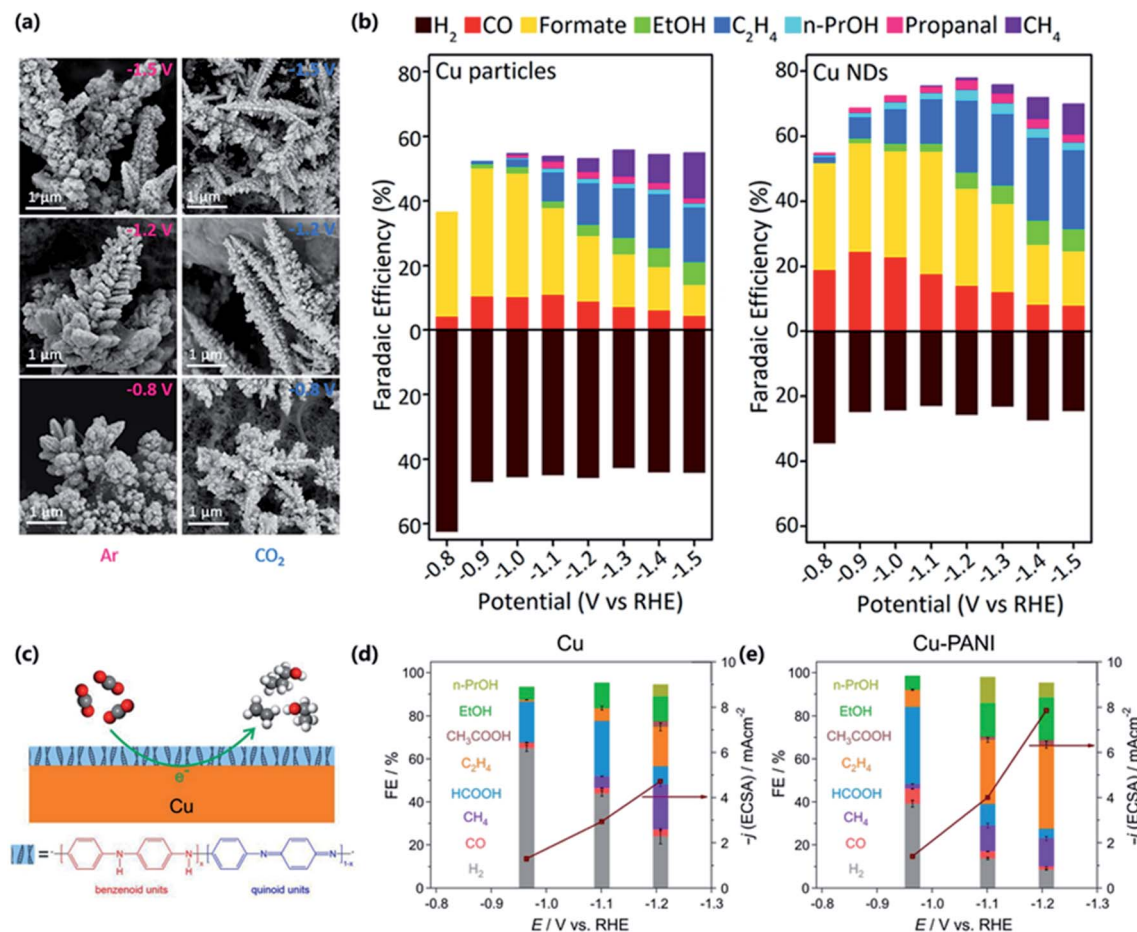 (a)
-1.5 V
-1.5 V
1 μm
1 μm
-1.2 V
-1.2 V
1 μm
1 μm
-0.8 V
-0.8 V
1 μm
1 μm
Ar
CO₂
(b)
H₂ CO Formate EtOH C₂H₄ n-PrOH Propanal CH₄
Cu particles
Faradaic Efficiency (%)
80
60
40
20
0
20
40
60
-0.8 -0.9 -1.0 -1.1 -1.2 -1.3 -1.4 -1.5
Potential (V vs RHE)
Cu NDs
Faradaic Efficiency (%)
80
60
40
20
0
20
40
60
-0.8 -0.9 -1.0 -1.1 -1.2 -1.3 -1.4 -1.5
Potential (V vs RHE)
(c)
e⁻
Cu
=
N
H
N
H
x
N
N
1-x
benzenoid units
quinoid units
(d)
Cu
FE / %
100
80
60
40
20
0
n-PrOH
EtOH
CH₃COOH
C₂H₄
HCOOH
CH₄
CO
H₂
10
8
6
4
2
0
-j (ECSA) / mAcm⁻²
-0.8 -0.9 -1.0 -1.1 -1.2 -1.3
E / V vs. RHE
(e)
Cu-PANI
FE / %
100
80
60
40
20
0
n-PrOH
EtOH
CH₃COOH
C₂H₄
HCOOH
CH₄
CO
H₂
10
8
6
4
2
0
-j (ECSA) / mAcm⁻²
-0.8 -0.9 -1.0 -1.1 -1.2 -1.3
E / V vs. RHE